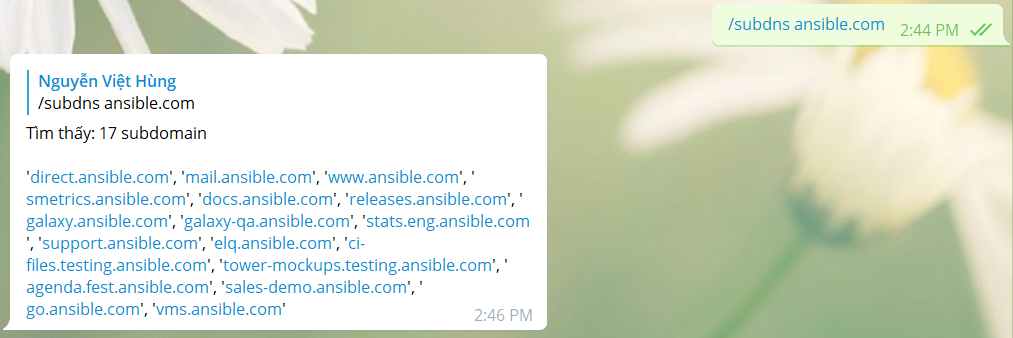 /subdns ansible.com 2:44 PM
Nguyễn Việt Hùng
/subdns ansible.com
Tìm thấy: 17 subdomain
'direct.ansible.com', 'mail.ansible.com', 'www.ansible.com', '
smetrics.ansible.com', 'docs.ansible.com', 'releases.ansible.com', '
galaxy.ansible.com', 'galaxy-qa.ansible.com', 'stats.eng.ansible.com
', 'support.ansible.com', 'elq.ansible.com', 'ci-
files.testing.ansible.com', 'tower-mockups.testing.ansible.com', '
agenda.fest.ansible.com', 'sales-demo.ansible.com', '
go.ansible.com', 'vms.ansible.com'
2:46 PM